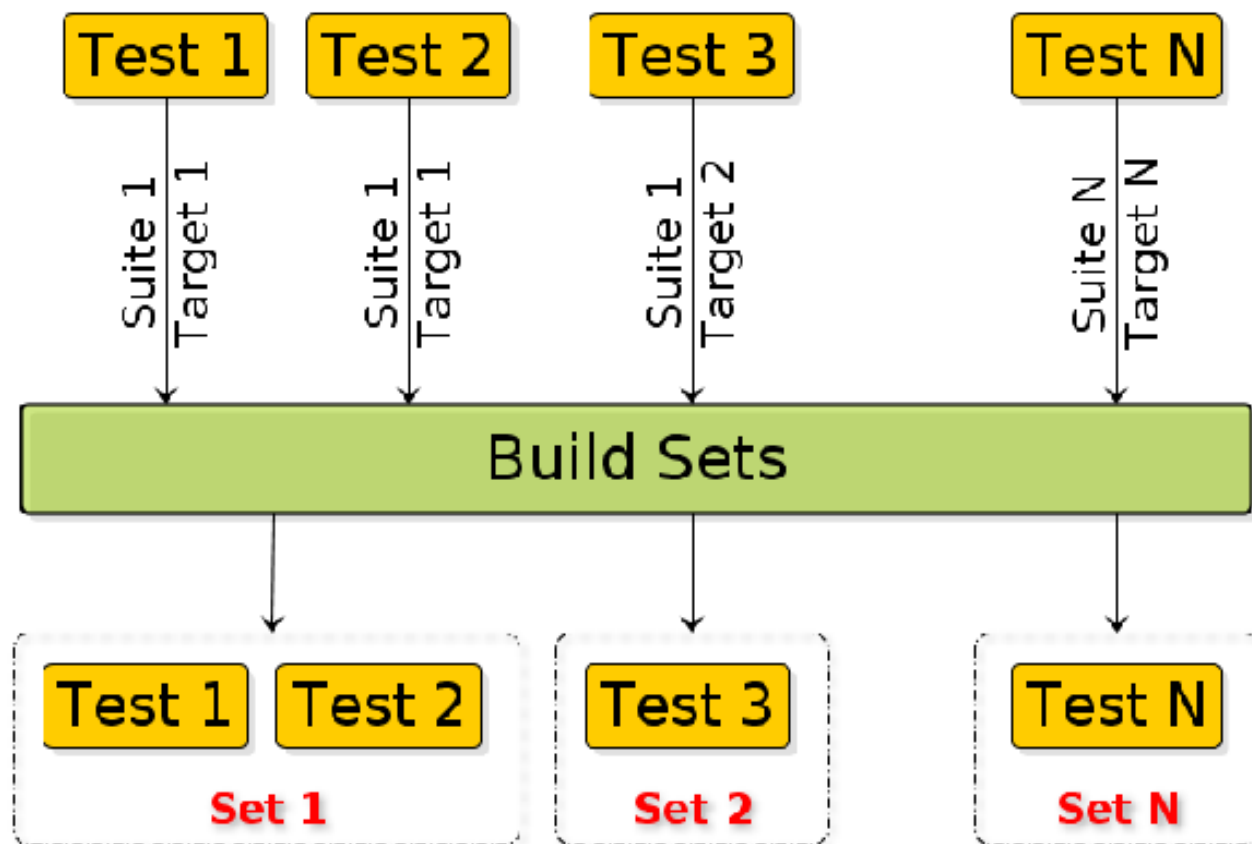 Test 1
Test 2
Test 3
Test N
Suite 1
Target 1
Suite 1
Target 1
Suite 1
Target 2
Suite N
Target N
Build Sets
Test 1
Test 2
Test 3
Test N
Set 1
Set 2
Set N